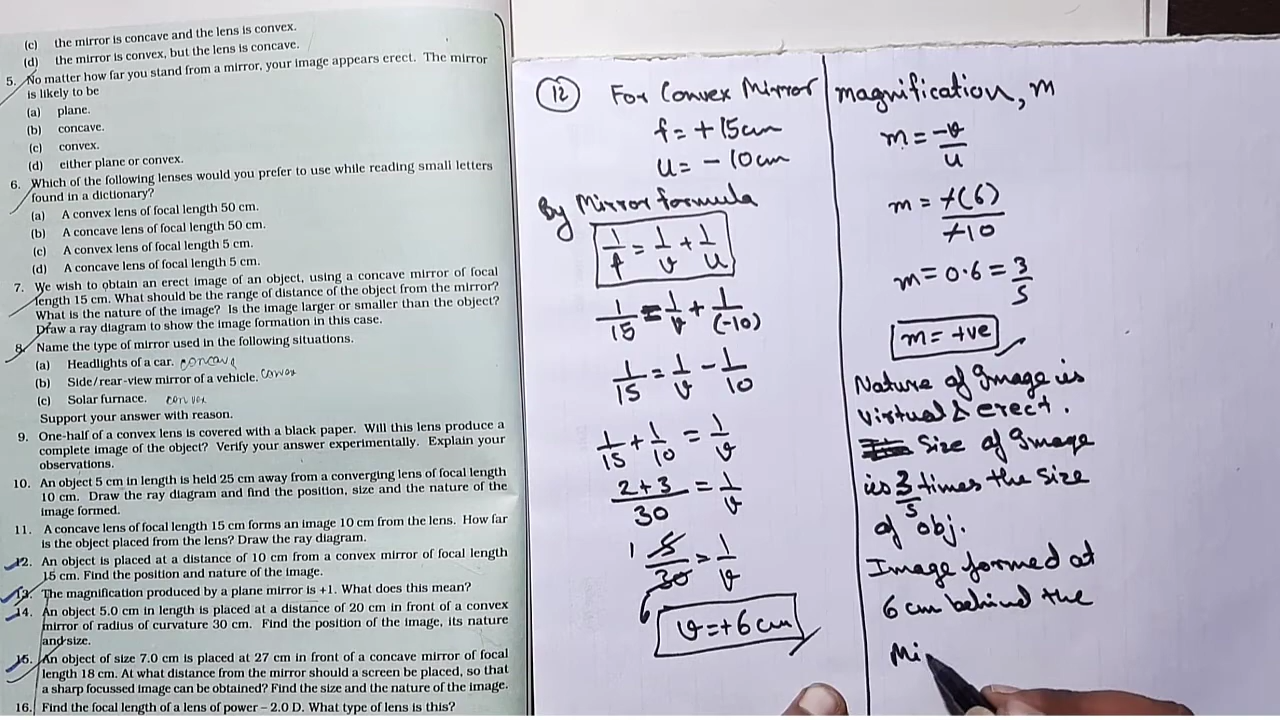 (c) the mirror is concave and the lens is convex.
(d) the mirror is convex, but the lens is concave.
5. No matter how far you stand from a mirror, your image appears erect. The mirror
is likely to be
(a) plane.
(b) concave.
(c) convex.
(d) either plane or convex.
6. Which of the following lenses would you prefer to use while reading small letters
found in a dictionary?
(a) A convex lens of focal length 50 cm.
(b) A concave lens of focal length 50 cm.
(c) A convex lens of focal length 5 cm.
(d) A concave lens of focal length 5 cm.
7. We wish to obtain an erect image of an object, using a concave mirror of focal
length 15 cm. What should be the range of distance of the object from the mirror?
What is the nature of the image? Is the image larger or smaller than the object?
Draw a ray diagram to show the image formation in this case.
8. Name the type of mirror used in the following situations.
(a) Headlights of a car. concave
(b) Side/rear-view mirror of a vehicle. convex
(c) Solar furnace. convex
Support your answer with reason.
9. One-half of a convex lens is covered with a black paper. Will this lens produce a
complete image of the object? Verify your answer experimentally. Explain your
observations.
10. An object 5 cm in length is held 25 cm away from a converging lens of focal length
10 cm. Draw the ray diagram and find the position, size and the nature of the
image formed.
11. A concave lens of focal length 15 cm forms an image 10 cm from the lens. How far
is the object placed from the lens? Draw the ray diagram.
12. An object is placed at a distance of 10 cm from a convex mirror of focal length
15 cm. Find the position and nature of the image.
13. The magnification produced by a plane mirror is +1. What does this mean?
14. An object 5.0 cm in length is placed at a distance of 20 cm in front of a convex
mirror of radius of curvature 30 cm. Find the position of the image, its nature
and size.
15. An object of size 7.0 cm is placed at 27 cm in front of a concave mirror of focal
length 18 cm. At what distance from the mirror should a screen be placed, so that
a sharp focussed image can be obtained? Find the size and the nature of the image.
16. Find the focal length of a lens of power – 2.0 D. What type of lens is this?
12 For Convex Mirror
f = +15cm
u = - 10cm
By Mirror formula
1/f = 1/v + 1/u
1/15 = 1/v + 1/(-10)
1/15 = 1/v - 1/10
1/15 + 1/10 = 1/v
2+3/30 = 1/v
1 5/30 6 = 1/v
v = +6cm
magnification, m
m = -v/u
m = -(6)/-10
m = 0.6 = 3/5
m = +ve
Nature of Image is
virtual & erect.
Size of Image
is 3/5 times the size
of obj.
Image formed at
6 cm behind the
Mi